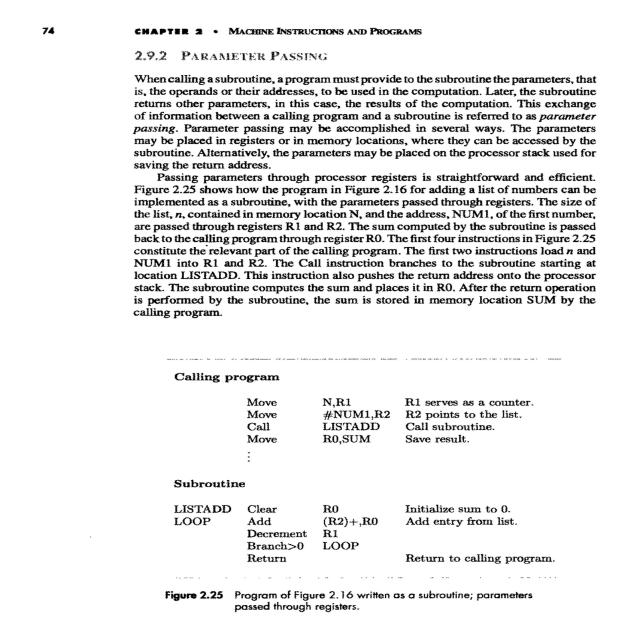 74 CHAPTER 2 • MACHINE INSTRUCTIONS AND PROGRAMS
2.9.2 PARAMETER PASSING
When calling a subroutine, a program must provide to the subroutine the parameters, that
is, the operands or their addresses, to be used in the computation. Later, the subroutine
returns other parameters, in this case, the results of the computation. This exchange
of information between a calling program and a subroutine is referred to as parameter
passing. Parameter passing may be accomplished in several ways. The parameters
may be placed in registers or in memory locations, where they can be accessed by the
subroutine. Alternatively, the parameters may be placed on the processor stack used for
saving the return address.
Passing parameters through processor registers is straightforward and efficient.
Figure 2.25 shows how the program in Figure 2.16 for adding a list of numbers can be
implemented as a subroutine, with the parameters passed through registers. The size of
the list, n, contained in memory location N, and the address, NUM1, of the first number,
are passed through registers R1 and R2. The sum computed by the subroutine is passed
back to the calling program through register R0. The first four instructions in Figure 2.25
constitute the relevant part of the calling program. The first two instructions load n and
NUM1 into R1 and R2. The Call instruction branches to the subroutine starting at
location LISTADD. This instruction also pushes the return address onto the processor
stack. The subroutine computes the sum and places it in R0. After the return operation
is performed by the subroutine, the sum is stored in memory location SUM by the
calling program.
Calling program
Move N,R1 R1 serves as a counter.
Move #NUM1,R2 R2 points to the list.
Call LISTADD Call subroutine.
Move R0,SUM Save result.
⋮
Subroutine
LISTADD Clear R0 Initialize sum to 0.
LOOP Add (R2)+,R0 Add entry from list.
Decrement R1
Branch>0 LOOP
Return Return to calling program.
Figure 2.25 Program of Figure 2.16 written as a subroutine; parameters
passed through registers.